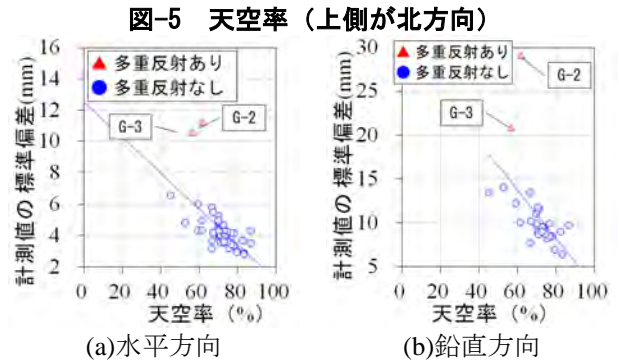 図-5 天空率（上側が北方向）
計測値の標準偏差(mm)
16
14
12
10
8
6
4
2
▲ 多重反射あり
● 多重反射なし
G-3
G-2
0 20 40 60 80 100
天空率（%）
(a)水平方向
計測値の標準偏差(mm)
30
25
20
15
10
5
▲ 多重反射あり
● 多重反射なし
G-2
G-3
0 20 40 60 80 100
天空率（%）
(b)鉛直方向